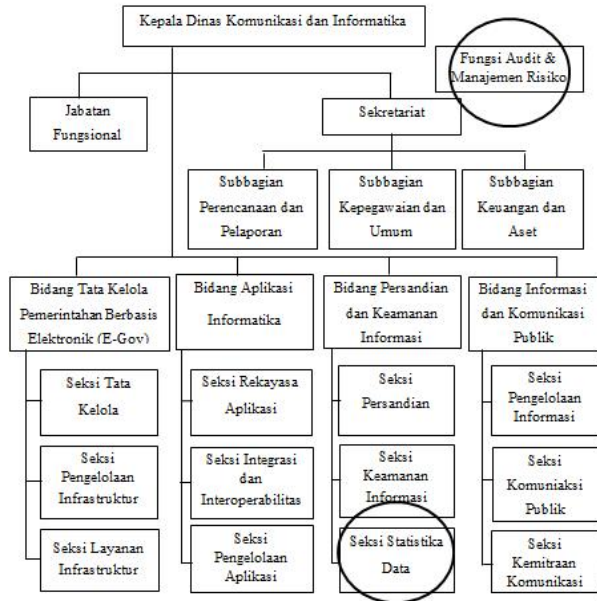 Kepala Dinas Komunikasi dan Informatika
Fungsi Audit &
Manajemen Risiko
Jabatan
Fungsional
Sekretariat
Subbagian
Perencanaan dan
Pelaporan
Subbagian
Kepegawaian dan
Umum
Subbagian
Keuangan dan
Aset
Bidang Tata Kelola
Pemerintahan Berbasis
Elektronik (E-Gov)
Bidang Aplikasi
Informatika
Bidang Persandian
dan Keamanan
Informasi
Bidang Informasi
dan Komunikasi
Publik
Seksi Tata
Kelola
Seksi Rekayasa
Aplikasi
Seksi
Persandian
Seksi
Pengelolaan
Informasi
Seksi
Pengelolaan
Infrastruktur
Seksi Integrasi
dan
Interoperabilitas
Seksi
Keamanan
Informasi
Seksi
Komuniaksi
Publik
Seksi Layanan
Infrastruktur
Seksi
Pengelolaan
Aplikasi
Seksi Statistika
Data
Seksi
Kemitraan
Komunikasi